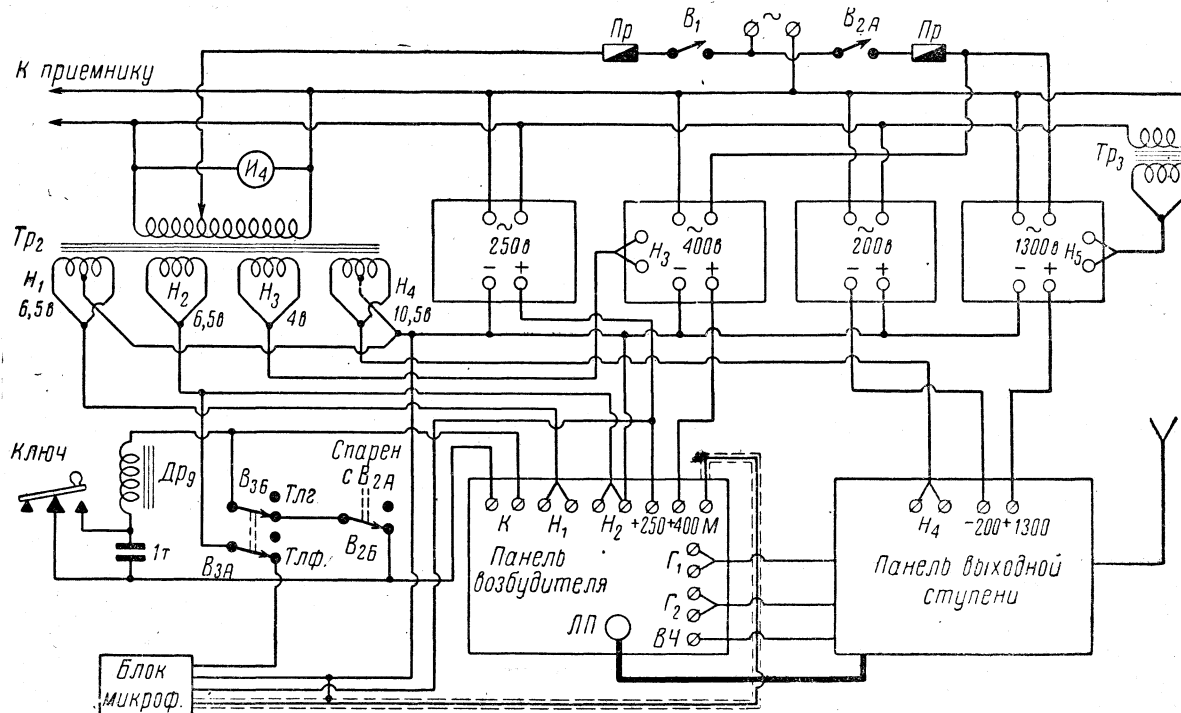 Пр
В₁
~
В₂А
Пр
К приемнику
И₄
Тр₃
Тр₂
~
250в
- +
Н₃
~
400в
- +
~
200в
- +
~
1300в
- +
Н₅
Н₁
6,5в
Н₂
6,5в
Н₃
4в
Н₄
10,5в
Ключ
Др₉
1т
В₃Б
Тлг.
Спарен
с В₂А
В₃А
Тлф.
В₂Б
К Н₁ Н₂ +250 +400 М
Панель
возбудителя
Г₁
Г₂
ВЧ
ЛП
Н₄ -200 +1300
Панель выходной
ступени
Блок
микроф.